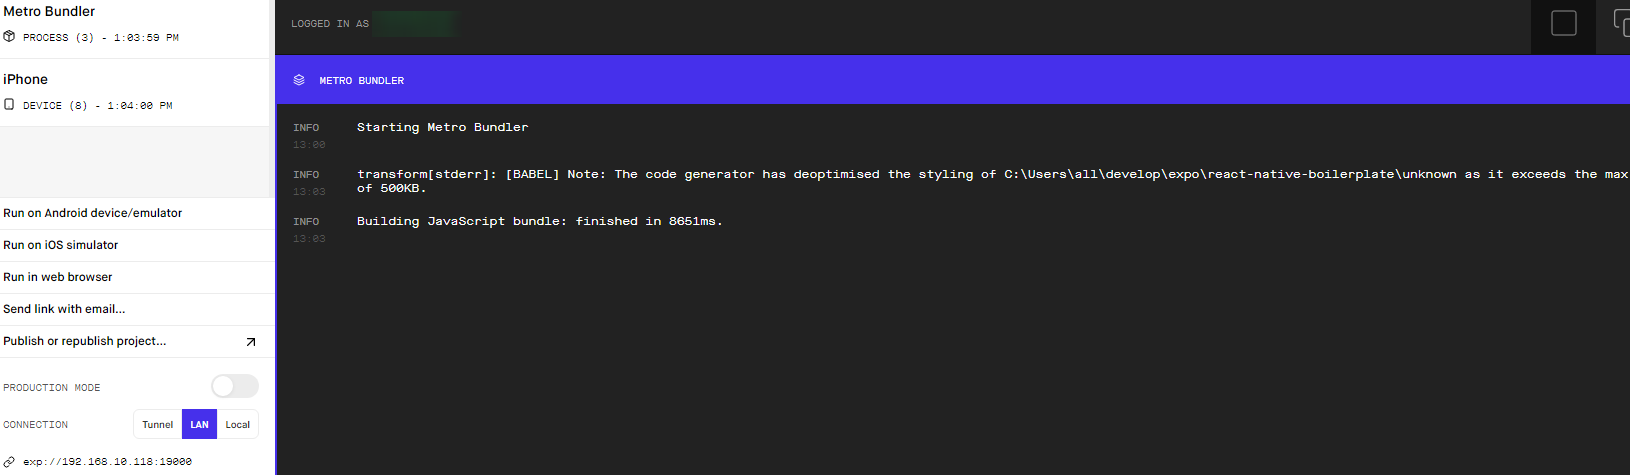 Metro Bundler
PROCESS (3) - 1:03:59 PM
iPhone
DEVICE (8) - 1:04:00 PM
Run on Android device/emulator
Run on iOS simulator
Run in web browser
Send link with email...
Publish or republish project...
PRODUCTION MODE
CONNECTION
Tunnel
LAN
Local
exp://192.168.10.118:19000
LOGGED IN AS
METRO BUNDLER
INFO
Starting Metro Bundler
13:00
INFO
transform[stderr]: [BABEL] Note: The code generator has deoptimised the styling of C:\Users\all\develop\expo\react-native-boilerplate\unknown as it exceeds the max
of 500KB.
13:03
INFO
Building JavaScript bundle: finished in 8651ms.
13:03